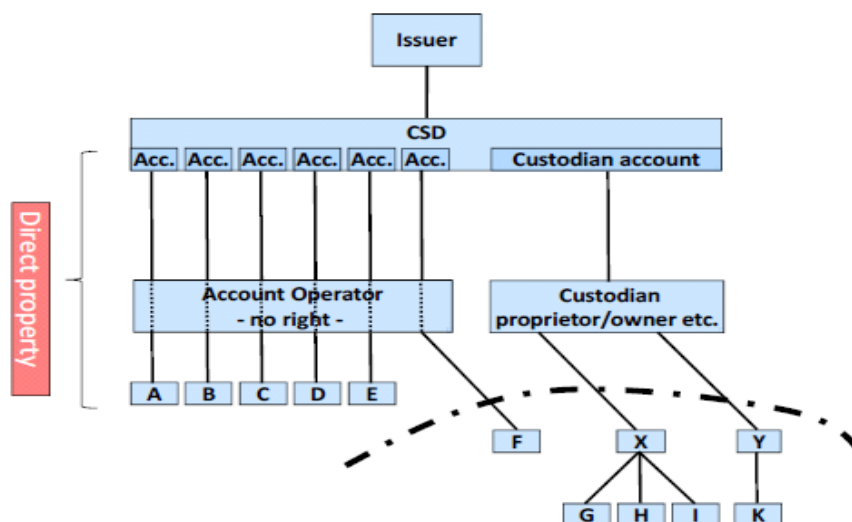 Issuer
CSD
Acc. Acc. Acc. Acc. Acc. Acc. Custodian account
Direct property
Account Operator
- no right -
Custodian
proprietor/owner etc.
A B C D E
F X Y
G H I K